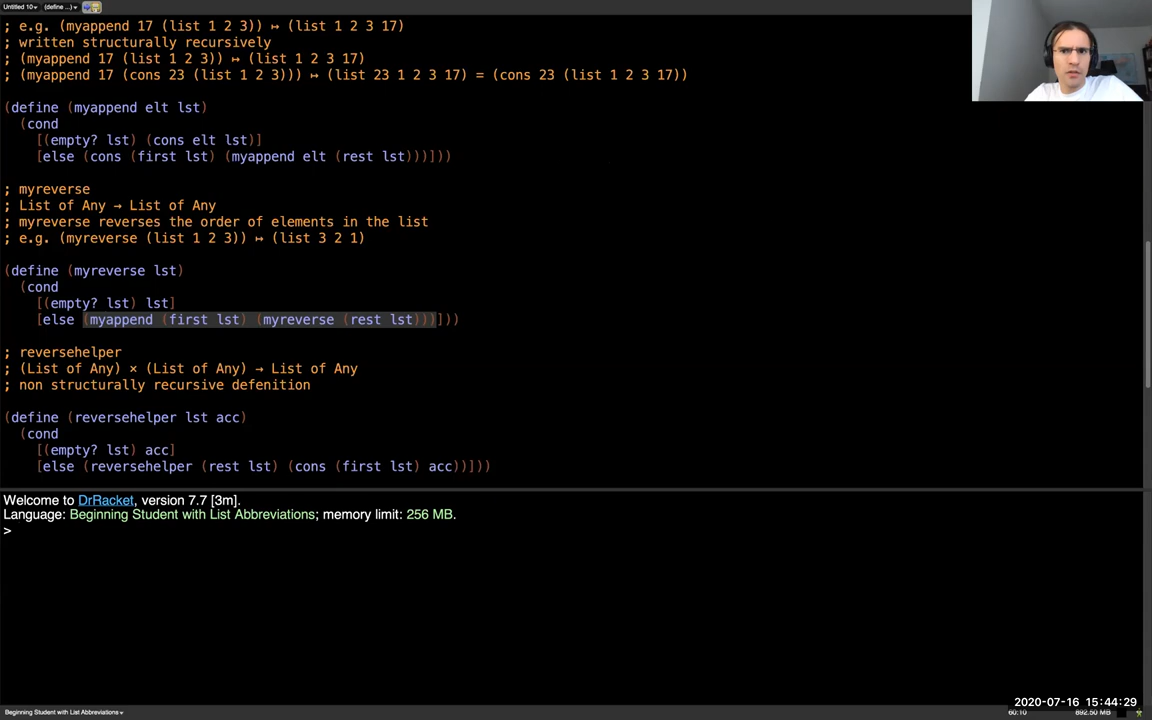 Untitled 10▾ (define ...)▾
; e.g. (myappend 17 (list 1 2 3)) ↦ (list 1 2 3 17)
; written structurally recursively
; (myappend 17 (list 1 2 3)) ↦ (list 1 2 3 17)
; (myappend 17 (cons 23 (list 1 2 3))) ↦ (list 23 1 2 3 17) = (cons 23 (list 1 2 3 17))
(define (myappend elt lst)
(cond
[(empty? lst) (cons elt lst)]
[else (cons (first lst) (myappend elt (rest lst)))]))
; myreverse
; List of Any → List of Any
; myreverse reverses the order of elements in the list
; e.g. (myreverse (list 1 2 3)) ↦ (list 3 2 1)
(define (myreverse lst)
(cond
[(empty? lst) lst]
[else (myappend (first lst) (myreverse (rest lst)))]))
; reversehelper
; (List of Any) × (List of Any) → List of Any
; non structurally recursive defenition
(define (reversehelper lst acc)
(cond
[(empty? lst) acc]
[else (reversehelper (rest lst) (cons (first lst) acc))]))
Welcome to DrRacket, version 7.7 [3m].
Language: Beginning Student with List Abbreviations; memory limit: 256 MB.
>
2020-07-16 15:44:29
Beginning Student with List Abbreviations▾
60:10
892.50 MB